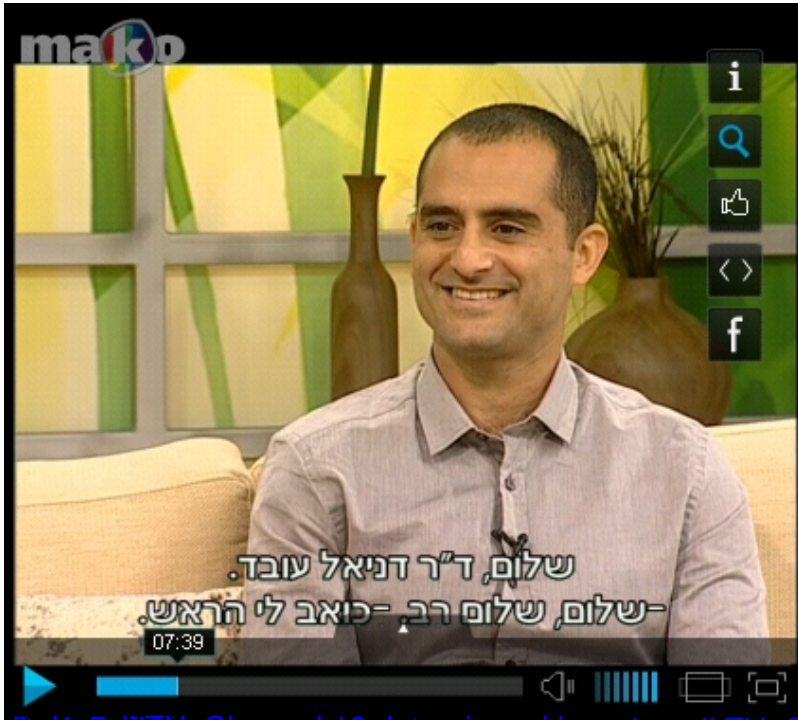 mako
i
f
שלום, ד"ר דניאל עובד.
-שלום, שלום רב. -כואב לי הראש.
07:39